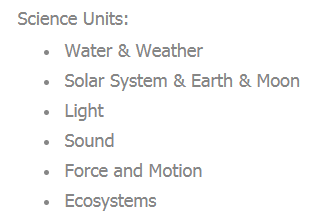 Science Units:
• Water & Weather
• Solar System & Earth & Moon
• Light
• Sound
• Force and Motion
• Ecosystems